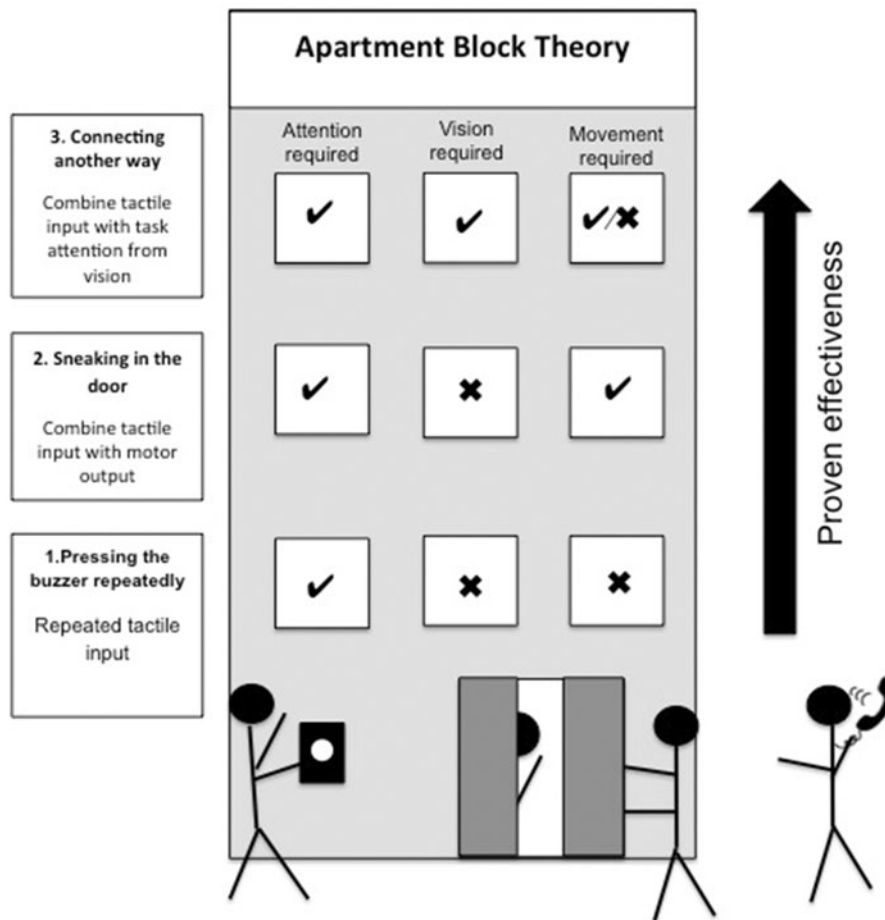 Apartment Block Theory
3. Connecting
another way
Combine tactile
input with task
attention from
vision
Attention
required
Vision
required
Movement
required
✔
✔
✔/✖
2. Sneaking in the
door
Combine tactile
input with motor
output
✔
✖
✔
1.Pressing the
buzzer repeatedly
Repeated tactile
input
✔
✖
✖
Proven effectiveness